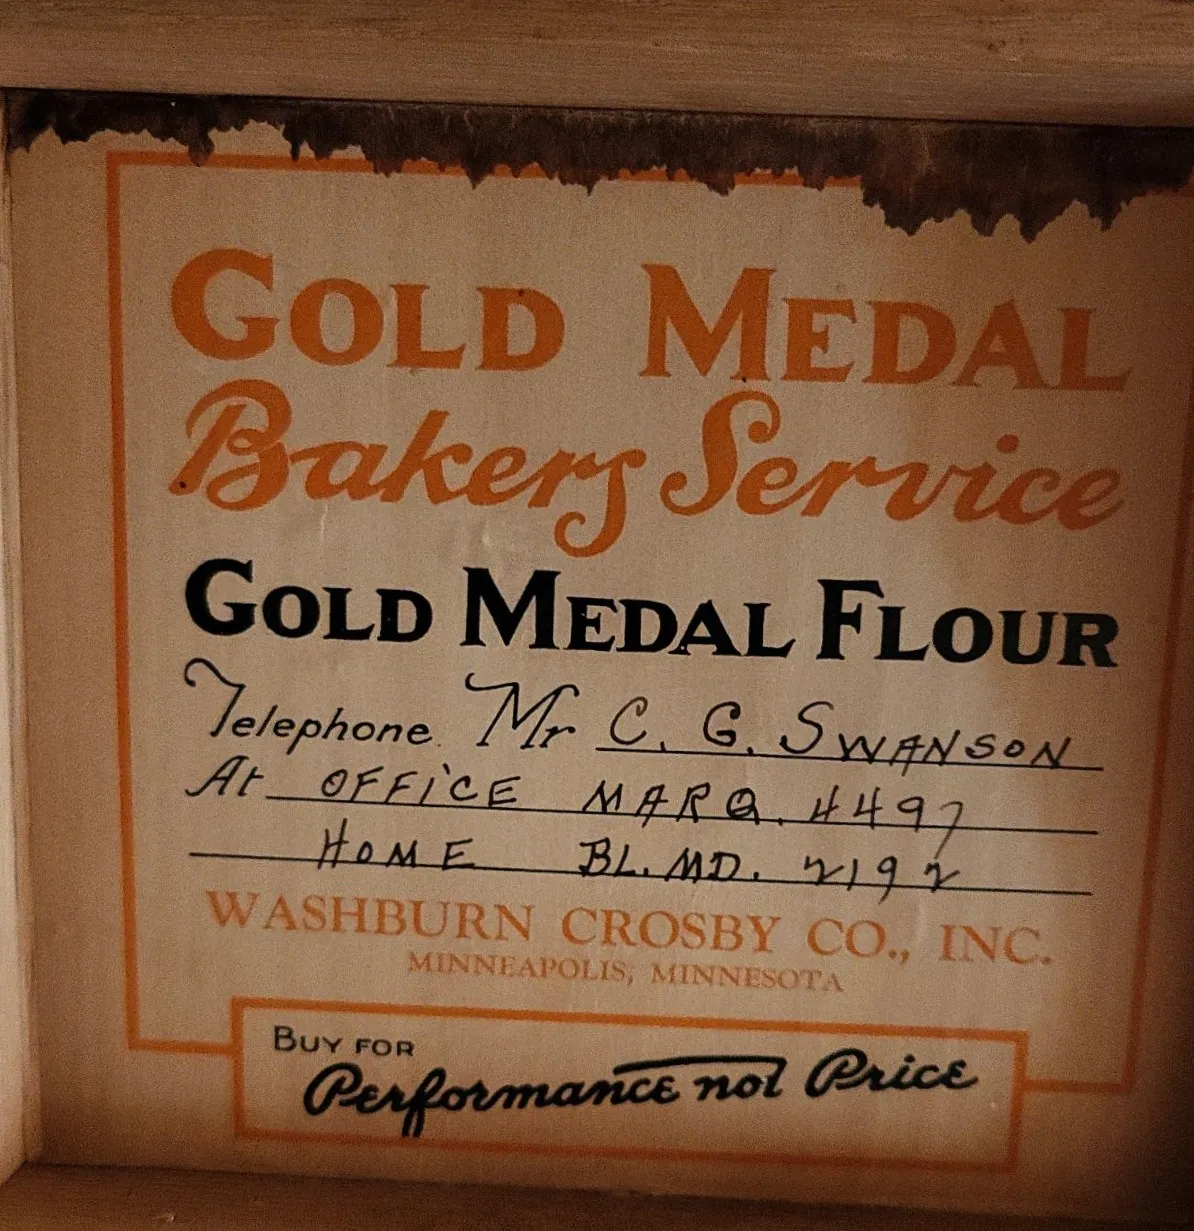 GOLD MEDAL
Bakers Service
GOLD MEDAL FLOUR
Telephone Mr C. G. SWANSON
At OFFICE MARQ. 4497
HOME BL. MD. 2192
WASHBURN CROSBY CO., INC.
MINNEAPOLIS, MINNESOTA
BUY FOR
Performance not Price